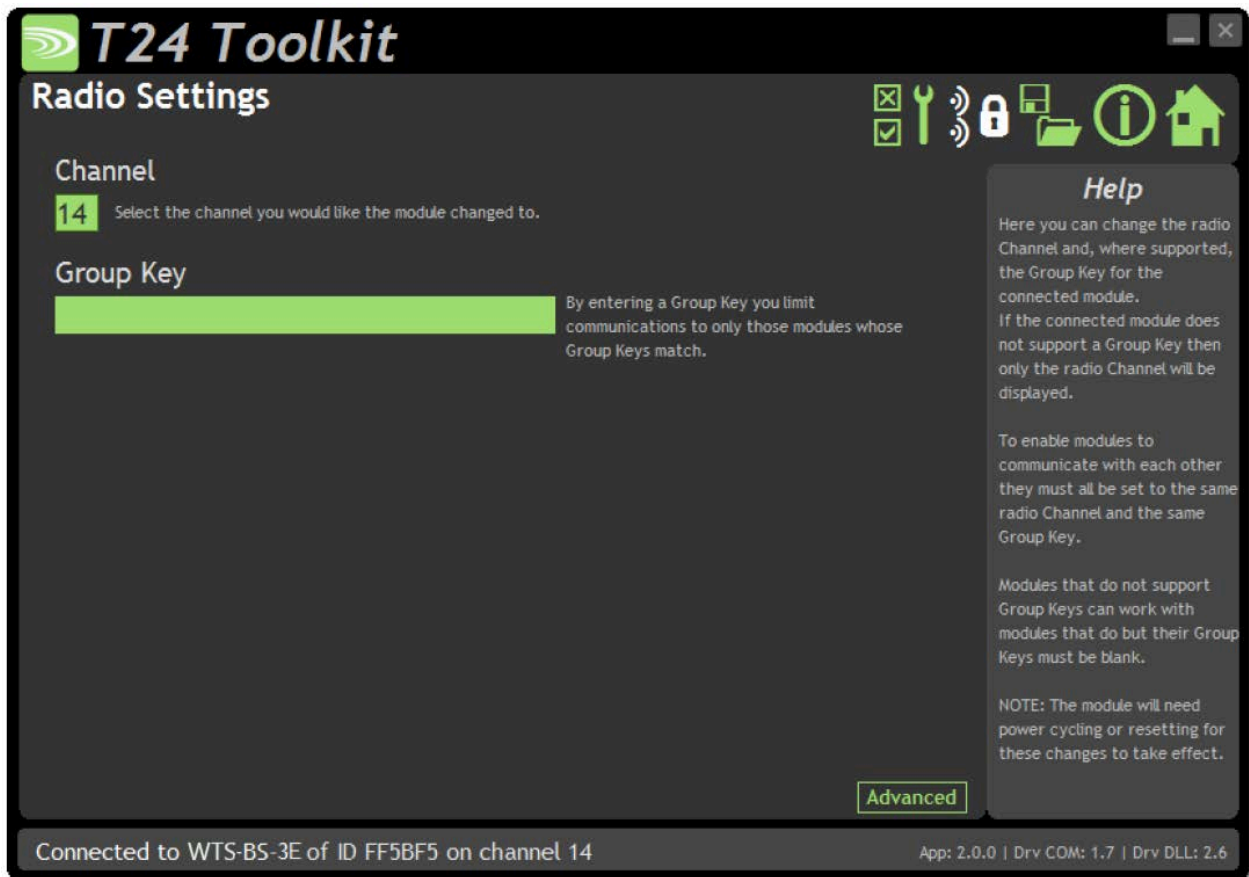 T24 Toolkit
Radio Settings
Channel
14
Select the channel you would like the module changed to.
Group Key
By entering a Group Key you limit
communications to only those modules whose
Group Keys match.
Advanced
Help
Here you can change the radio
Channel and, where supported,
the Group Key for the
connected module.
If the connected module does
not support a Group Key then
only the radio Channel will be
displayed.
To enable modules to
communicate with each other
they must all be set to the same
radio Channel and the same
Group Key.
Modules that do not support
Group Keys can work with
modules that do but their Group
Keys must be blank.
NOTE: The module will need
power cycling or resetting for
these changes to take effect.
Connected to WTS-BS-3E of ID FF5BF5 on channel 14
App: 2.0.0 | Drv COM: 1.7 | Drv DLL: 2.6